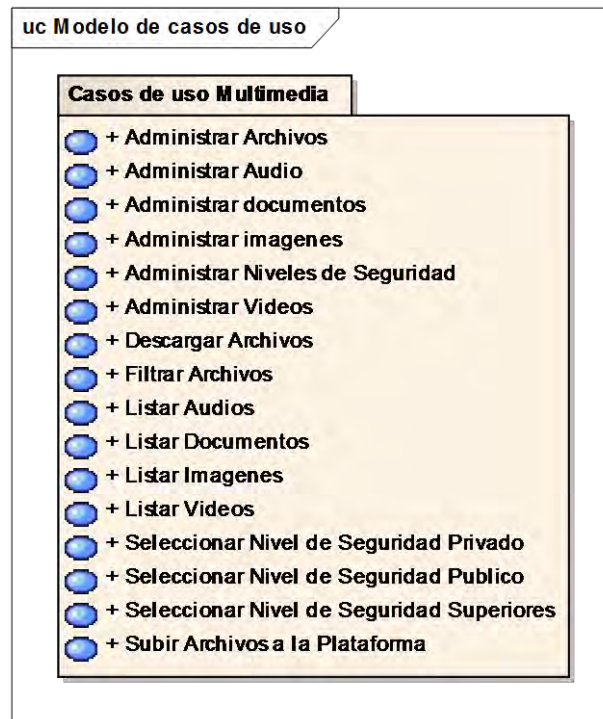 uc Modelo de casos de uso
Casos de uso Multimedia
+ Administrar Archivos
+ Administrar Audio
+ Administrar documentos
+ Administrar imagenes
+ Administrar Niveles de Seguridad
+ Administrar Videos
+ Descargar Archivos
+ Filtrar Archivos
+ Listar Audios
+ Listar Documentos
+ Listar Imagenes
+ Listar Videos
+ Seleccionar Nivel de Seguridad Privado
+ Seleccionar Nivel de Seguridad Publico
+ Seleccionar Nivel de Seguridad Superiores
+ Subir Archivos a la Plataforma